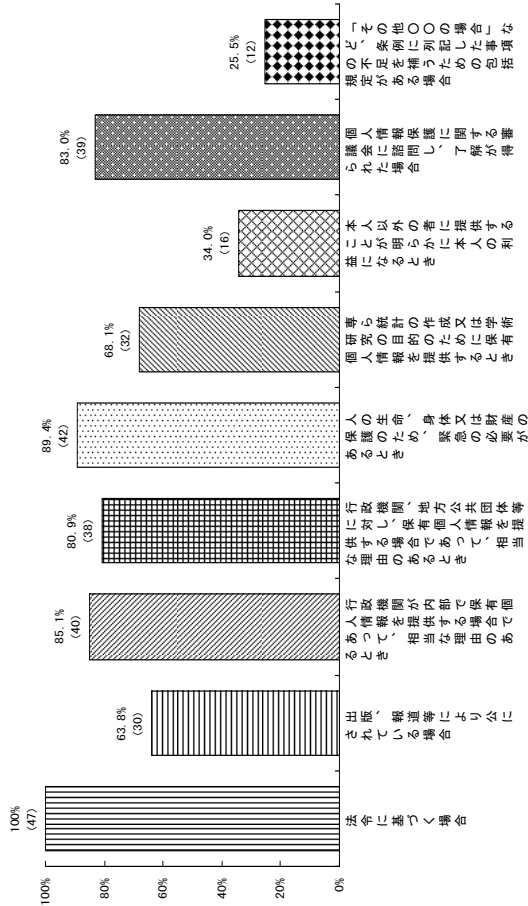 100%
80%
60%
40%
20%
0%
100%
(47)
63.8%
(30)
85.1%
(40)
80.9%
(38)
89.4%
(42)
68.1%
(32)
34.0%
(16)
83.0%
(39)
25.5%
(12)
法令に基づく場合
出版、報道等により公に
されている場合
行政機関が内部で保有個
人情報を提供する場合で
あって、相当な理由のあ
るとき
行政機関、地方公共団体等
に対し、保有個人情報を提
供する場合であって、相当
な理由のあるとき
人の生命、身体又は財産の
保護のため、緊急の必要が
あるとき
専ら統計の作成又は学術
研究の目的のために保有
個人情報を提供するとき
本人以外の者に提供する
ことが明らかに本人の利
益になるとき
個人情報保護に関する審
議会に諮問し、了解が得
られた場合
「その他〇〇の場合」な
ど、条例に列記した事項
の不足を補うための包括
規定がある場合